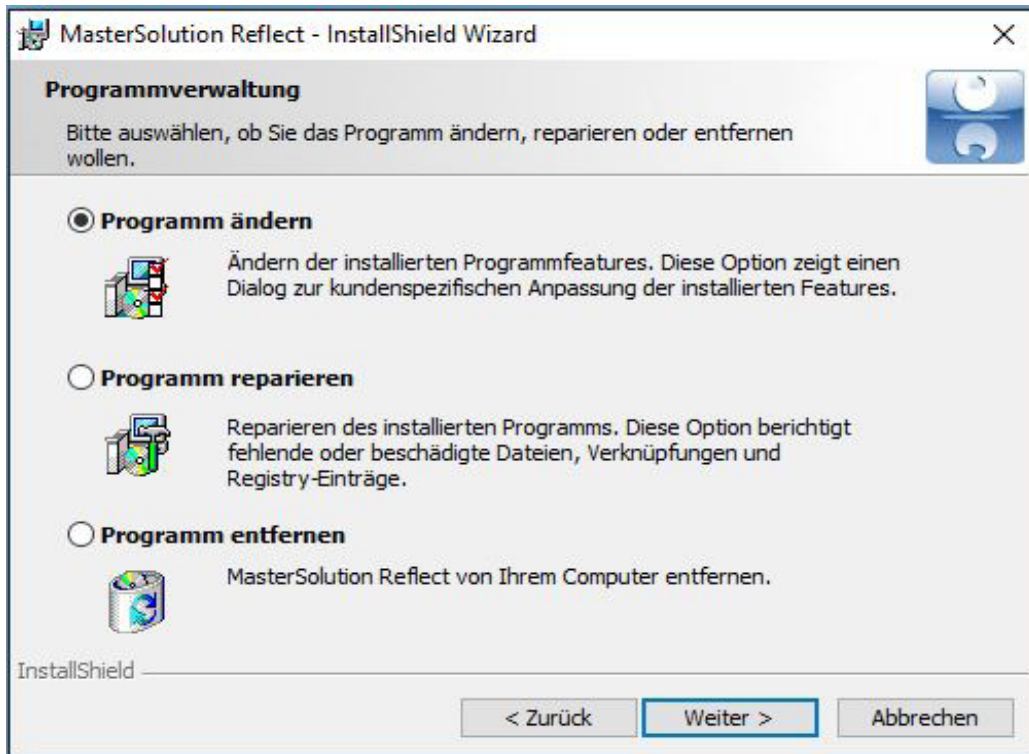 MasterSolution Reflect - InstallShield Wizard
Programmverwaltung
Bitte auswählen, ob Sie das Programm ändern, reparieren oder entfernen
wollen.
Programm ändern
Ändern der installierten Programmfeatures. Diese Option zeigt einen
Dialog zur kundenspezifischen Anpassung der installierten Features.
Programm reparieren
Reparieren des installierten Programms. Diese Option berichtigt
fehlende oder beschädigte Dateien, Verknüpfungen und
Registry-Einträge.
Programm entfernen
MasterSolution Reflect von Ihrem Computer entfernen.
InstallShield
< Zurück
Weiter >
Abbrechen